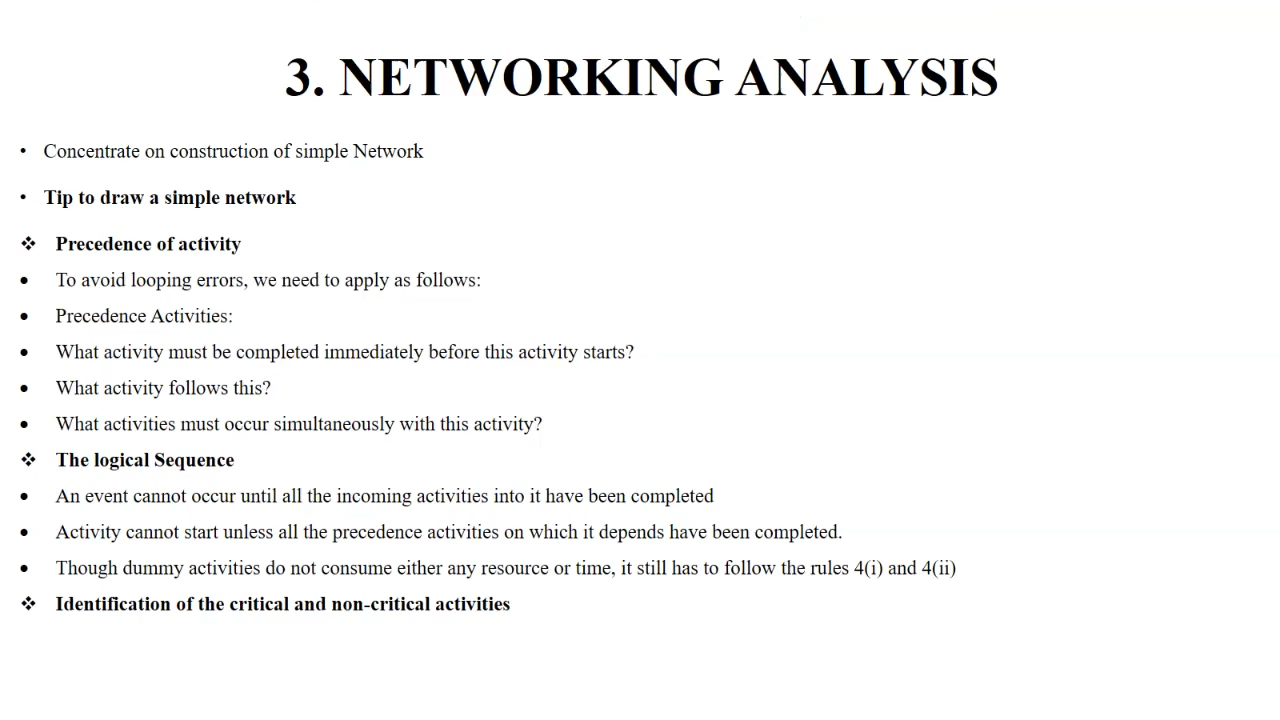 3. NETWORKING ANALYSIS
• Concentrate on construction of simple Network
• Tip to draw a simple network
❖ Precedence of activity
• To avoid looping errors, we need to apply as follows:
• Precedence Activities:
• What activity must be completed immediately before this activity starts?
• What activity follows this?
• What activities must occur simultaneously with this activity?
❖ The logical Sequence
• An event cannot occur until all the incoming activities into it have been completed
• Activity cannot start unless all the precedence activities on which it depends have been completed.
• Though dummy activities do not consume either any resource or time, it still has to follow the rules 4(i) and 4(ii)
❖ Identification of the critical and non-critical activities